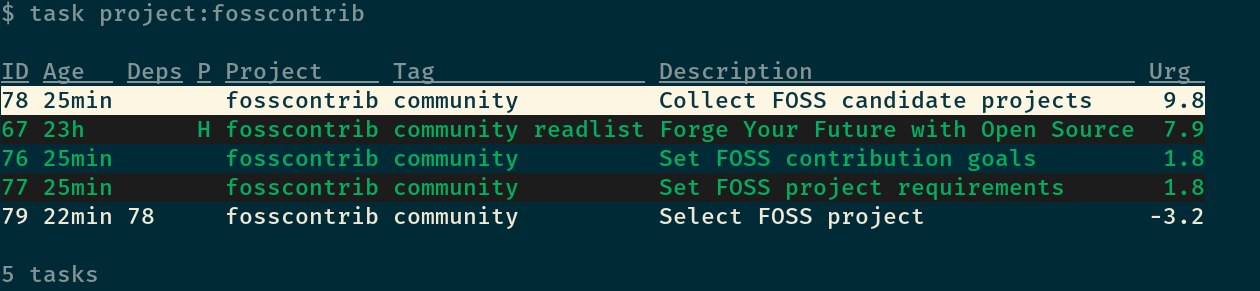 $ task project:fosscontrib
ID Age Deps P Project Tag Description Urg
78 25min fosscontrib community Collect FOSS candidate projects 9.8
67 23h H fosscontrib community readlist Forge Your Future with Open Source 7.9
76 25min fosscontrib community Set FOSS contribution goals 1.8
77 25min fosscontrib community Set FOSS project requirements 1.8
79 22min 78 fosscontrib community Select FOSS project -3.2
5 tasks